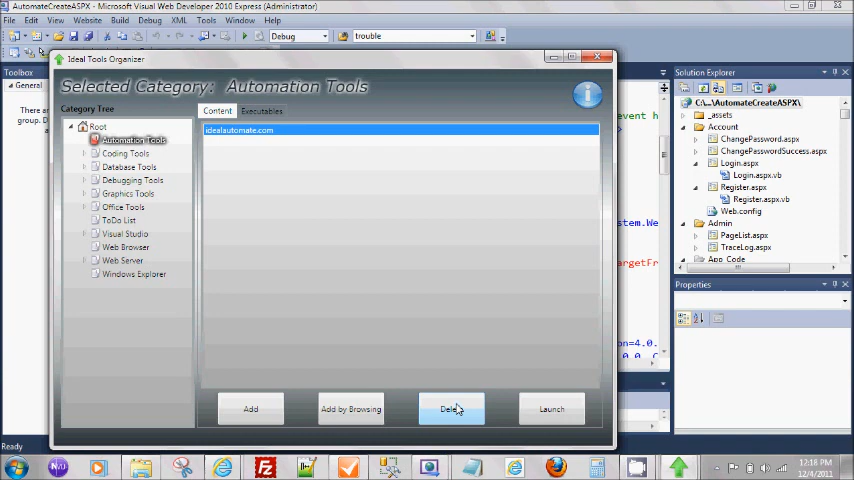 AutomateCreateASPX - Microsoft Visual Web Developer 2010 Express (Administrator)
File Edit View Website Build Debug XML Tools Window Help
Debug trouble
Toolbox
General
There are
group. D
Ideal Tools Organizer
Selected Category: Automation Tools
Category Tree
Content Executables
Root
Automation Tools
Coding Tools
Database Tools
Debugging Tools
Graphics Tools
Office Tools
ToDo List
Visual Studio
Web Browser
Web Server
Windows Explorer
idealautomate.com
Add Add by Browsing Launch
event h
ystem.We
argetFr
on=4.0.
Solution Explorer
C:\...\AutomateCreateASPX\
_assets
Account
ChangePassword.aspx
ChangePasswordSuccess.aspx
Login.aspx
Login.aspx.vb
Register.aspx
Register.aspx.vb
Web.config
Admin
PageList.aspx
TraceLog.aspx
App_Code
Properties
Ready
12:18 PM
12/4/2011